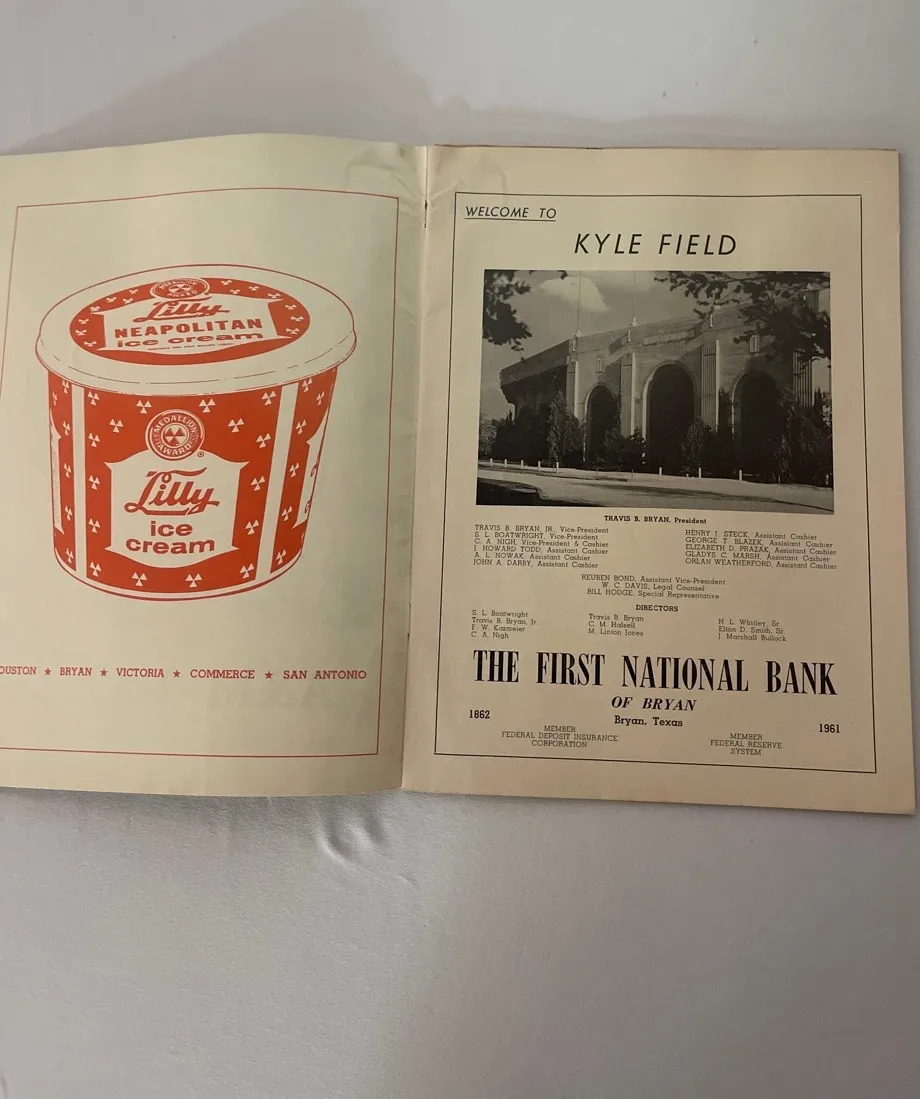 MEDALLION
AWARD
Lilly
NEAPOLITAN
ice cream
MEDALLION
AWARD
®
Lilly
ice
cream
OUSTON ★ BRYAN ★ VICTORIA ★ COMMERCE ★ SAN ANTONIO
WELCOME TO
KYLE FIELD
TRAVIS B. BRYAN, President
TRAVIS B. BRYAN, JR., Vice-President
S. L. BOATWRIGHT, Vice-President
C. A. NIGH, Vice-President & Cashier
J. HOWARD TODD, Assistant Cashier
A. L. NOWAK, Assistant Cashier
JOHN A. DARBY, Assistant Cashier
HENRY J. STECK, Assistant Cashier
GEORGE T. BLAZEK, Assistant Cashier
ELIZABETH D. PRAZAK, Assistant Cashier
GLADYS C. MARSH, Assistant Cashier
ORLAN WEATHERFORD, Assistant Cashier
REUBEN BOND, Assistant Vice-President
W. C. DAVIS, Legal Counsel
BILL HODGE, Special Representative
DIRECTORS
S. L. Boatwright
Travis B. Bryan, Jr.
F. W. Kazmeier
C. A. Nigh
Travis B. Bryan
C. M. Halsell
M. Linton Jones
H. L. Whitley, Sr.
Elton D. Smith, Sr.
J. Marshall Bullock
THE FIRST NATIONAL BANK
OF BRYAN
1862
Bryan, Texas
1961
MEMBER
FEDERAL DEPOSIT INSURANCE
CORPORATION
MEMBER
FEDERAL RESERVE
SYSTEM